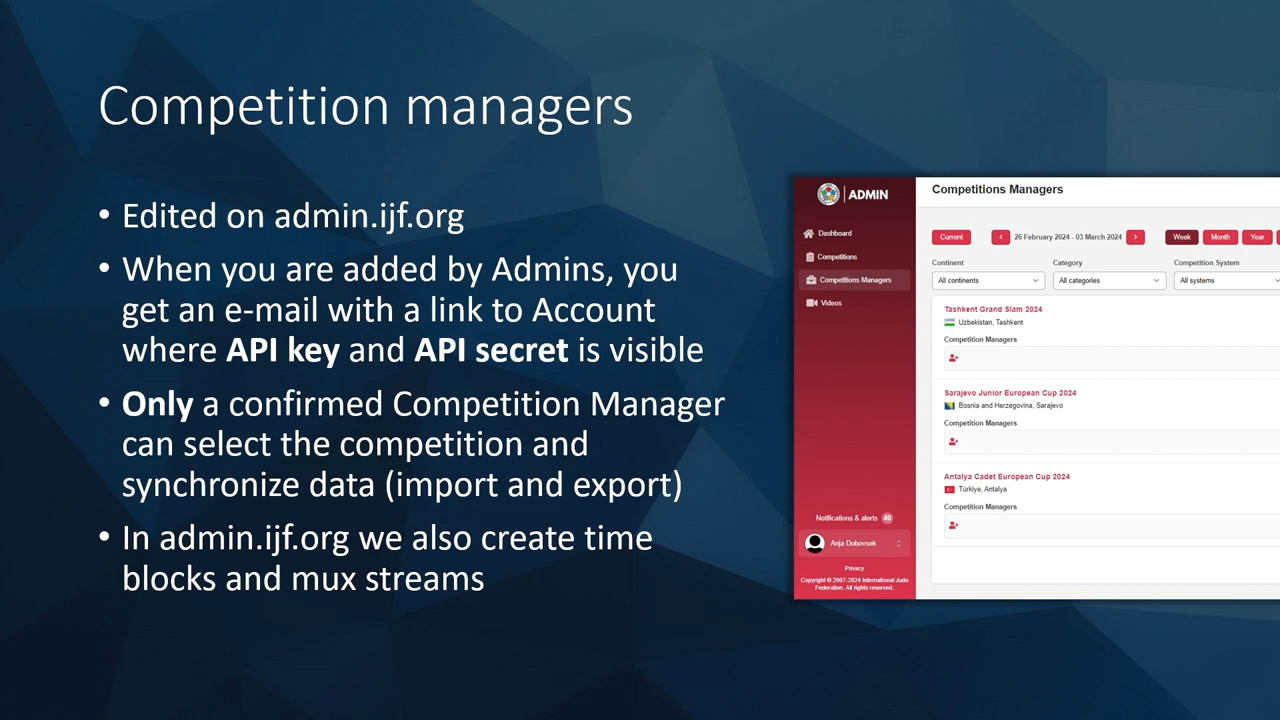 Competition managers
• Edited on admin.ijf.org
• When you are added by Admins, you
get an e-mail with a link to Account
where API key and API secret is visible
• Only a confirmed Competition Manager
can select the competition and
synchronize data (import and export)
• In admin.ijf.org we also create time
blocks and mux streams
ADMIN
Dashboard
Competitions
Competitions Managers
Videos
Notifications & alerts 40
Anja Dobovsek
Privacy
Copyright © 2007-2024 International Judo
Federation. All rights reserved.
Competitions Managers
Current < 26 February 2024 - 03 March 2024 > Week Month Year
Continent Category Competition System
All continents All categories All systems
Tashkent Grand Slam 2024
Uzbekistan, Tashkent
Competition Managers
Sarajevo Junior European Cup 2024
Bosnia and Herzegovina, Sarajevo
Competition Managers
Antalya Cadet European Cup 2024
Türkiye, Antalya
Competition Managers